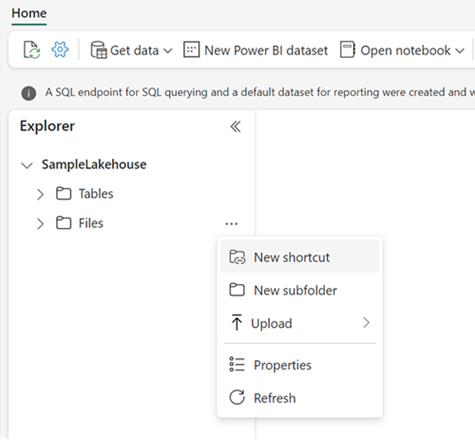 Home
Get data New Power BI dataset Open notebook
A SQL endpoint for SQL querying and a default dataset for reporting were created and
Explorer
SampleLakehouse
Tables
Files ...
New shortcut
New subfolder
Upload
Properties
Refresh